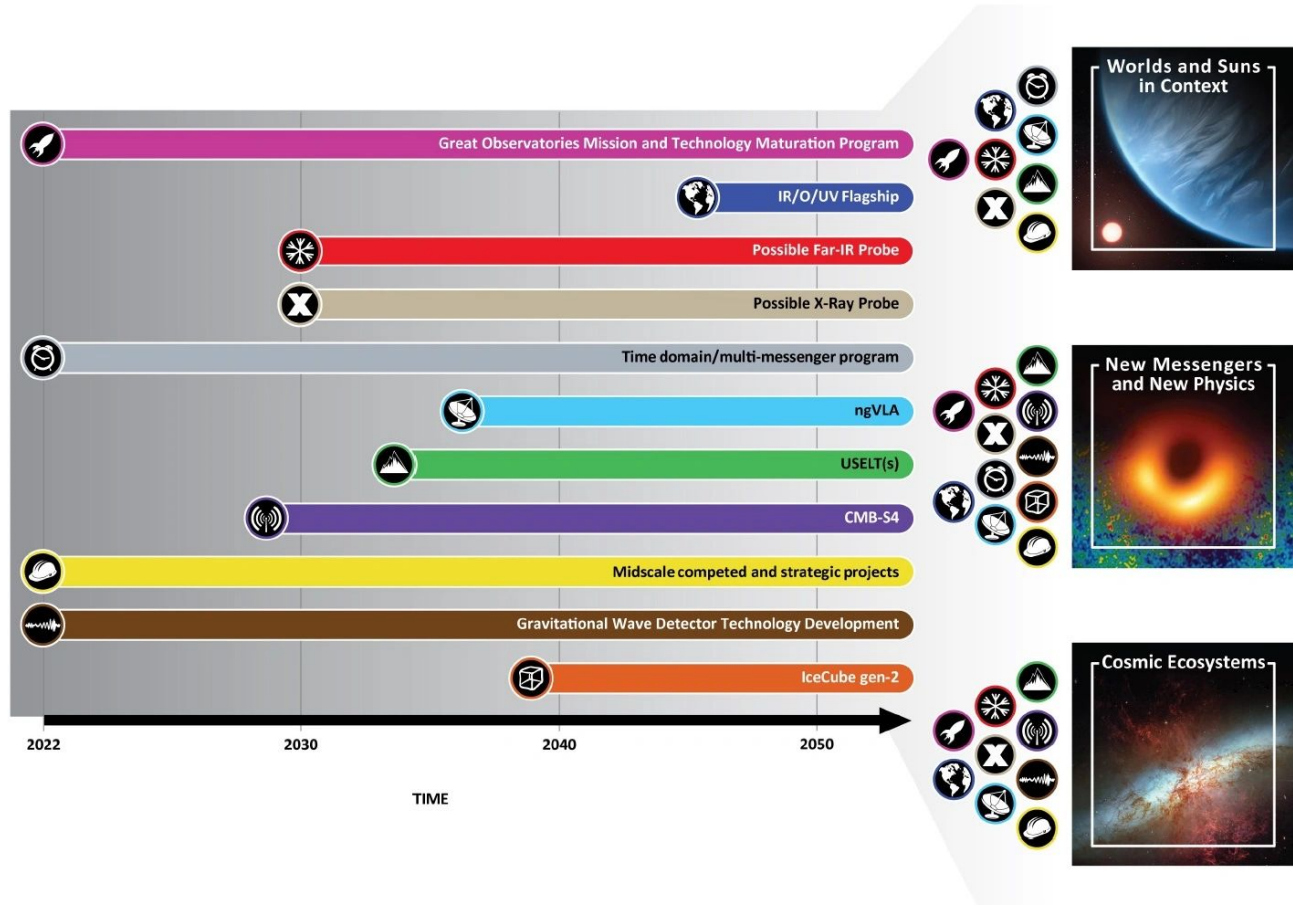 Great Observatories Mission and Technology Maturation Program
IR/O/UV Flagship
Possible Far-IR Probe
Possible X-Ray Probe
Time domain/multi-messenger program
ngVLA
USELT(s)
CMB-S4
Midscale competed and strategic projects
Gravitational Wave Detector Technology Development
IceCube gen-2
2022
2030
2040
2050
TIME
Worlds and Suns
in Context
New Messengers
and New Physics
Cosmic Ecosystems